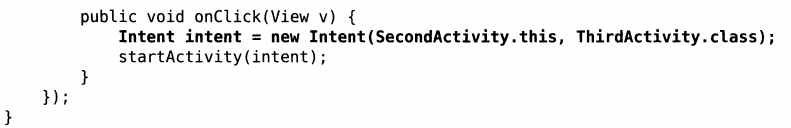 public void onClick(View v) {
Intent intent = new Intent(SecondActivity.this, ThirdActivity.class);
startActivity(intent);
}
});
}